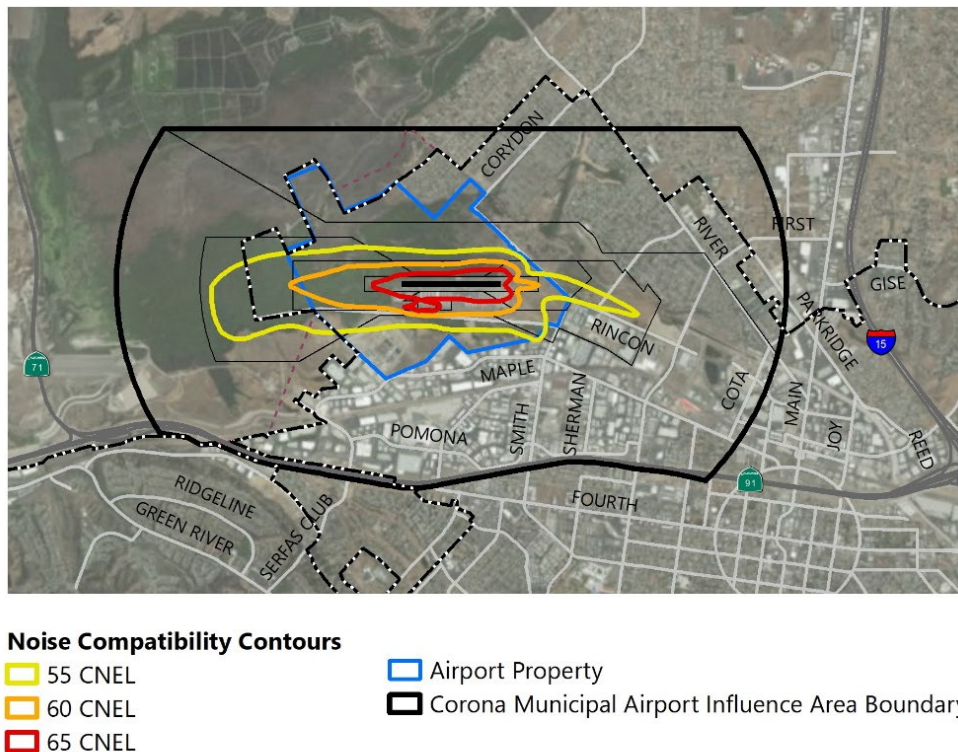 CORYDON
RIVER
FIRST
GISE
PARKRIDGE
15
71
RINCON
MAPLE
COTA
MAIN
SMITH
SHERMAN
POMONA
JOY
REED
91
RIDGELINE
FOURTH
GREEN RIVER
SERFAS CLUB
Noise Compatibility Contours
55 CNEL
60 CNEL
65 CNEL
Airport Property
Corona Municipal Airport Influence Area Boundary